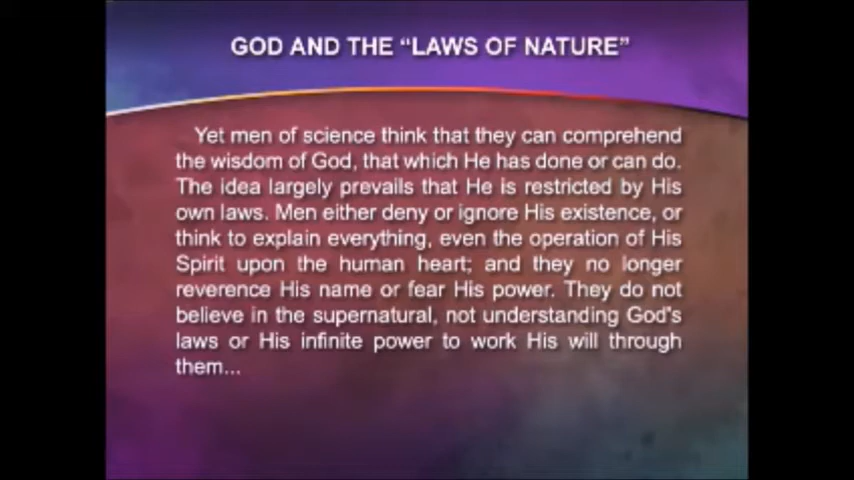 GOD AND THE “LAWS OF NATURE”
Yet men of science think that they can comprehend
the wisdom of God, that which He has done or can do.
The idea largely prevails that He is restricted by His
own laws. Men either deny or ignore His existence, or
think to explain everything, even the operation of His
Spirit upon the human heart; and they no longer
reverence His name or fear His power. They do not
believe in the supernatural, not understanding God's
laws or His infinite power to work His will through
them...